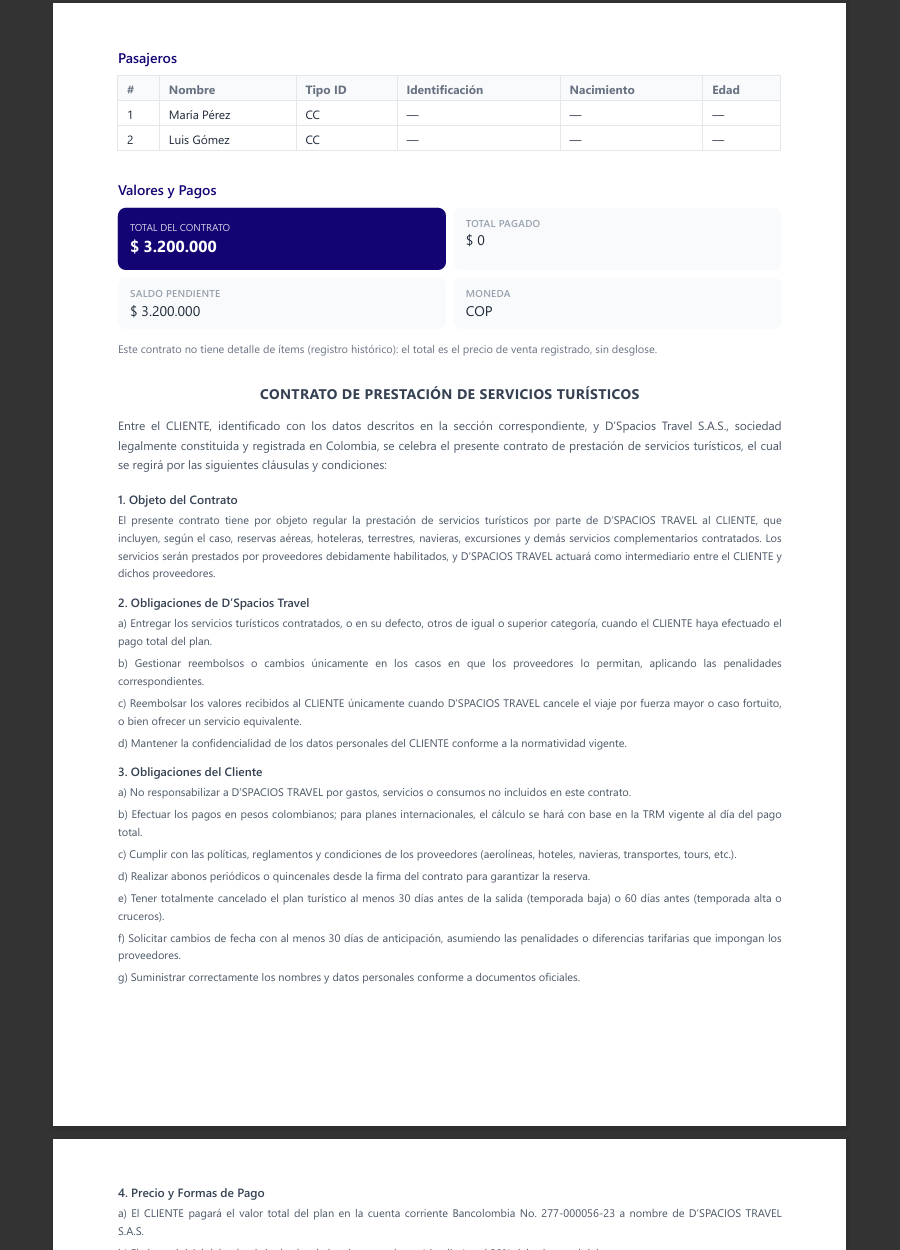 Pasajeros
# Nombre Tipo ID Identificación Nacimiento Edad
1 María Pérez CC — — —
2 Luis Gómez CC — — —
Valores y Pagos
TOTAL DEL CONTRATO
$ 3.200.000
TOTAL PAGADO
$ 0
SALDO PENDIENTE
$ 3.200.000
MONEDA
COP
Este contrato no tiene detalle de ítems (registro histórico): el total es el precio de venta registrado, sin desglose.
CONTRATO DE PRESTACIÓN DE SERVICIOS TURÍSTICOS
Entre el CLIENTE, identificado con los datos descritos en la sección correspondiente, y D’Spacios Travel S.A.S., sociedad
legalmente constituida y registrada en Colombia, se celebra el presente contrato de prestación de servicios turísticos, el cual
se regirá por las siguientes cláusulas y condiciones:
1. Objeto del Contrato
El presente contrato tiene por objeto regular la prestación de servicios turísticos por parte de D’SPACIOS TRAVEL al CLIENTE, que
incluyen, según el caso, reservas aéreas, hoteleras, terrestres, navieras, excursiones y demás servicios complementarios contratados. Los
servicios serán prestados por proveedores debidamente habilitados, y D’SPACIOS TRAVEL actuará como intermediario entre el CLIENTE y
dichos proveedores.
2. Obligaciones de D’Spacios Travel
a) Entregar los servicios turísticos contratados, o en su defecto, otros de igual o superior categoría, cuando el CLIENTE haya efectuado el
pago total del plan.
b) Gestionar reembolsos o cambios únicamente en los casos en que los proveedores lo permitan, aplicando las penalidades
correspondientes.
c) Reembolsar los valores recibidos al CLIENTE únicamente cuando D’SPACIOS TRAVEL cancele el viaje por fuerza mayor o caso fortuito,
o bien ofrecer un servicio equivalente.
d) Mantener la confidencialidad de los datos personales del CLIENTE conforme a la normatividad vigente.
3. Obligaciones del Cliente
a) No responsabilizar a D’SPACIOS TRAVEL por gastos, servicios o consumos no incluidos en este contrato.
b) Efectuar los pagos en pesos colombianos; para planes internacionales, el cálculo se hará con base en la TRM vigente al día del pago
total.
c) Cumplir con las políticas, reglamentos y condiciones de los proveedores (aerolíneas, hoteles, navieras, transportes, tours, etc.).
d) Realizar abonos periódicos o quincenales desde la firma del contrato para garantizar la reserva.
e) Tener totalmente cancelado el plan turístico al menos 30 días antes de la salida (temporada baja) o 60 días antes (temporada alta o
cruceros).
f) Solicitar cambios de fecha con al menos 30 días de anticipación, asumiendo las penalidades o diferencias tarifarias que impongan los
proveedores.
g) Suministrar correctamente los nombres y datos personales conforme a documentos oficiales.
4. Precio y Formas de Pago
a) El CLIENTE pagará el valor total del plan en la cuenta corriente Bancolombia No. 277-000056-23 a nombre de D’SPACIOS TRAVEL
S.A.S.